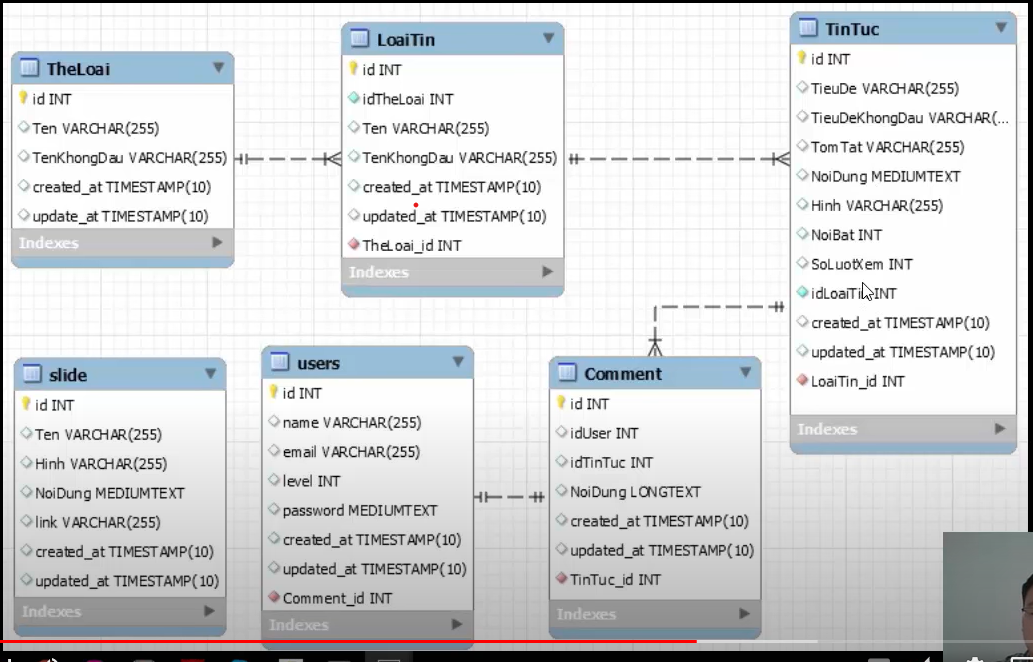 TheLoai
id INT
Ten VARCHAR(255)
TenKhongDau VARCHAR(255)
created_at TIMESTAMP(10)
update_at TIMESTAMP(10)
Indexes
LoaiTin
id INT
idTheLoai INT
Ten VARCHAR(255)
TenKhongDau VARCHAR(255)
created_at TIMESTAMP(10)
updated_at TIMESTAMP(10)
TheLoai_id INT
Indexes
TinTuc
id INT
TieuDe VARCHAR(255)
TieuDeKhongDau VARCHAR(...
TomTat VARCHAR(255)
NoiDung MEDIUMTEXT
Hinh VARCHAR(255)
NoiBat INT
SoLuotXem INT
idLoaiTin INT
created_at TIMESTAMP(10)
updated_at TIMESTAMP(10)
LoaiTin_id INT
Indexes
slide
id INT
Ten VARCHAR(255)
Hinh VARCHAR(255)
NoiDung MEDIUMTEXT
link VARCHAR(255)
created_at TIMESTAMP(10)
updated_at TIMESTAMP(10)
Indexes
users
id INT
name VARCHAR(255)
email VARCHAR(255)
level INT
password MEDIUMTEXT
created_at TIMESTAMP(10)
updated_at TIMESTAMP(10)
Comment_id INT
Indexes
Comment
id INT
idUser INT
idTinTuc INT
NoiDung LONGTEXT
created_at TIMESTAMP(10)
updated_at TIMESTAMP(10)
TinTuc_id INT
Indexes